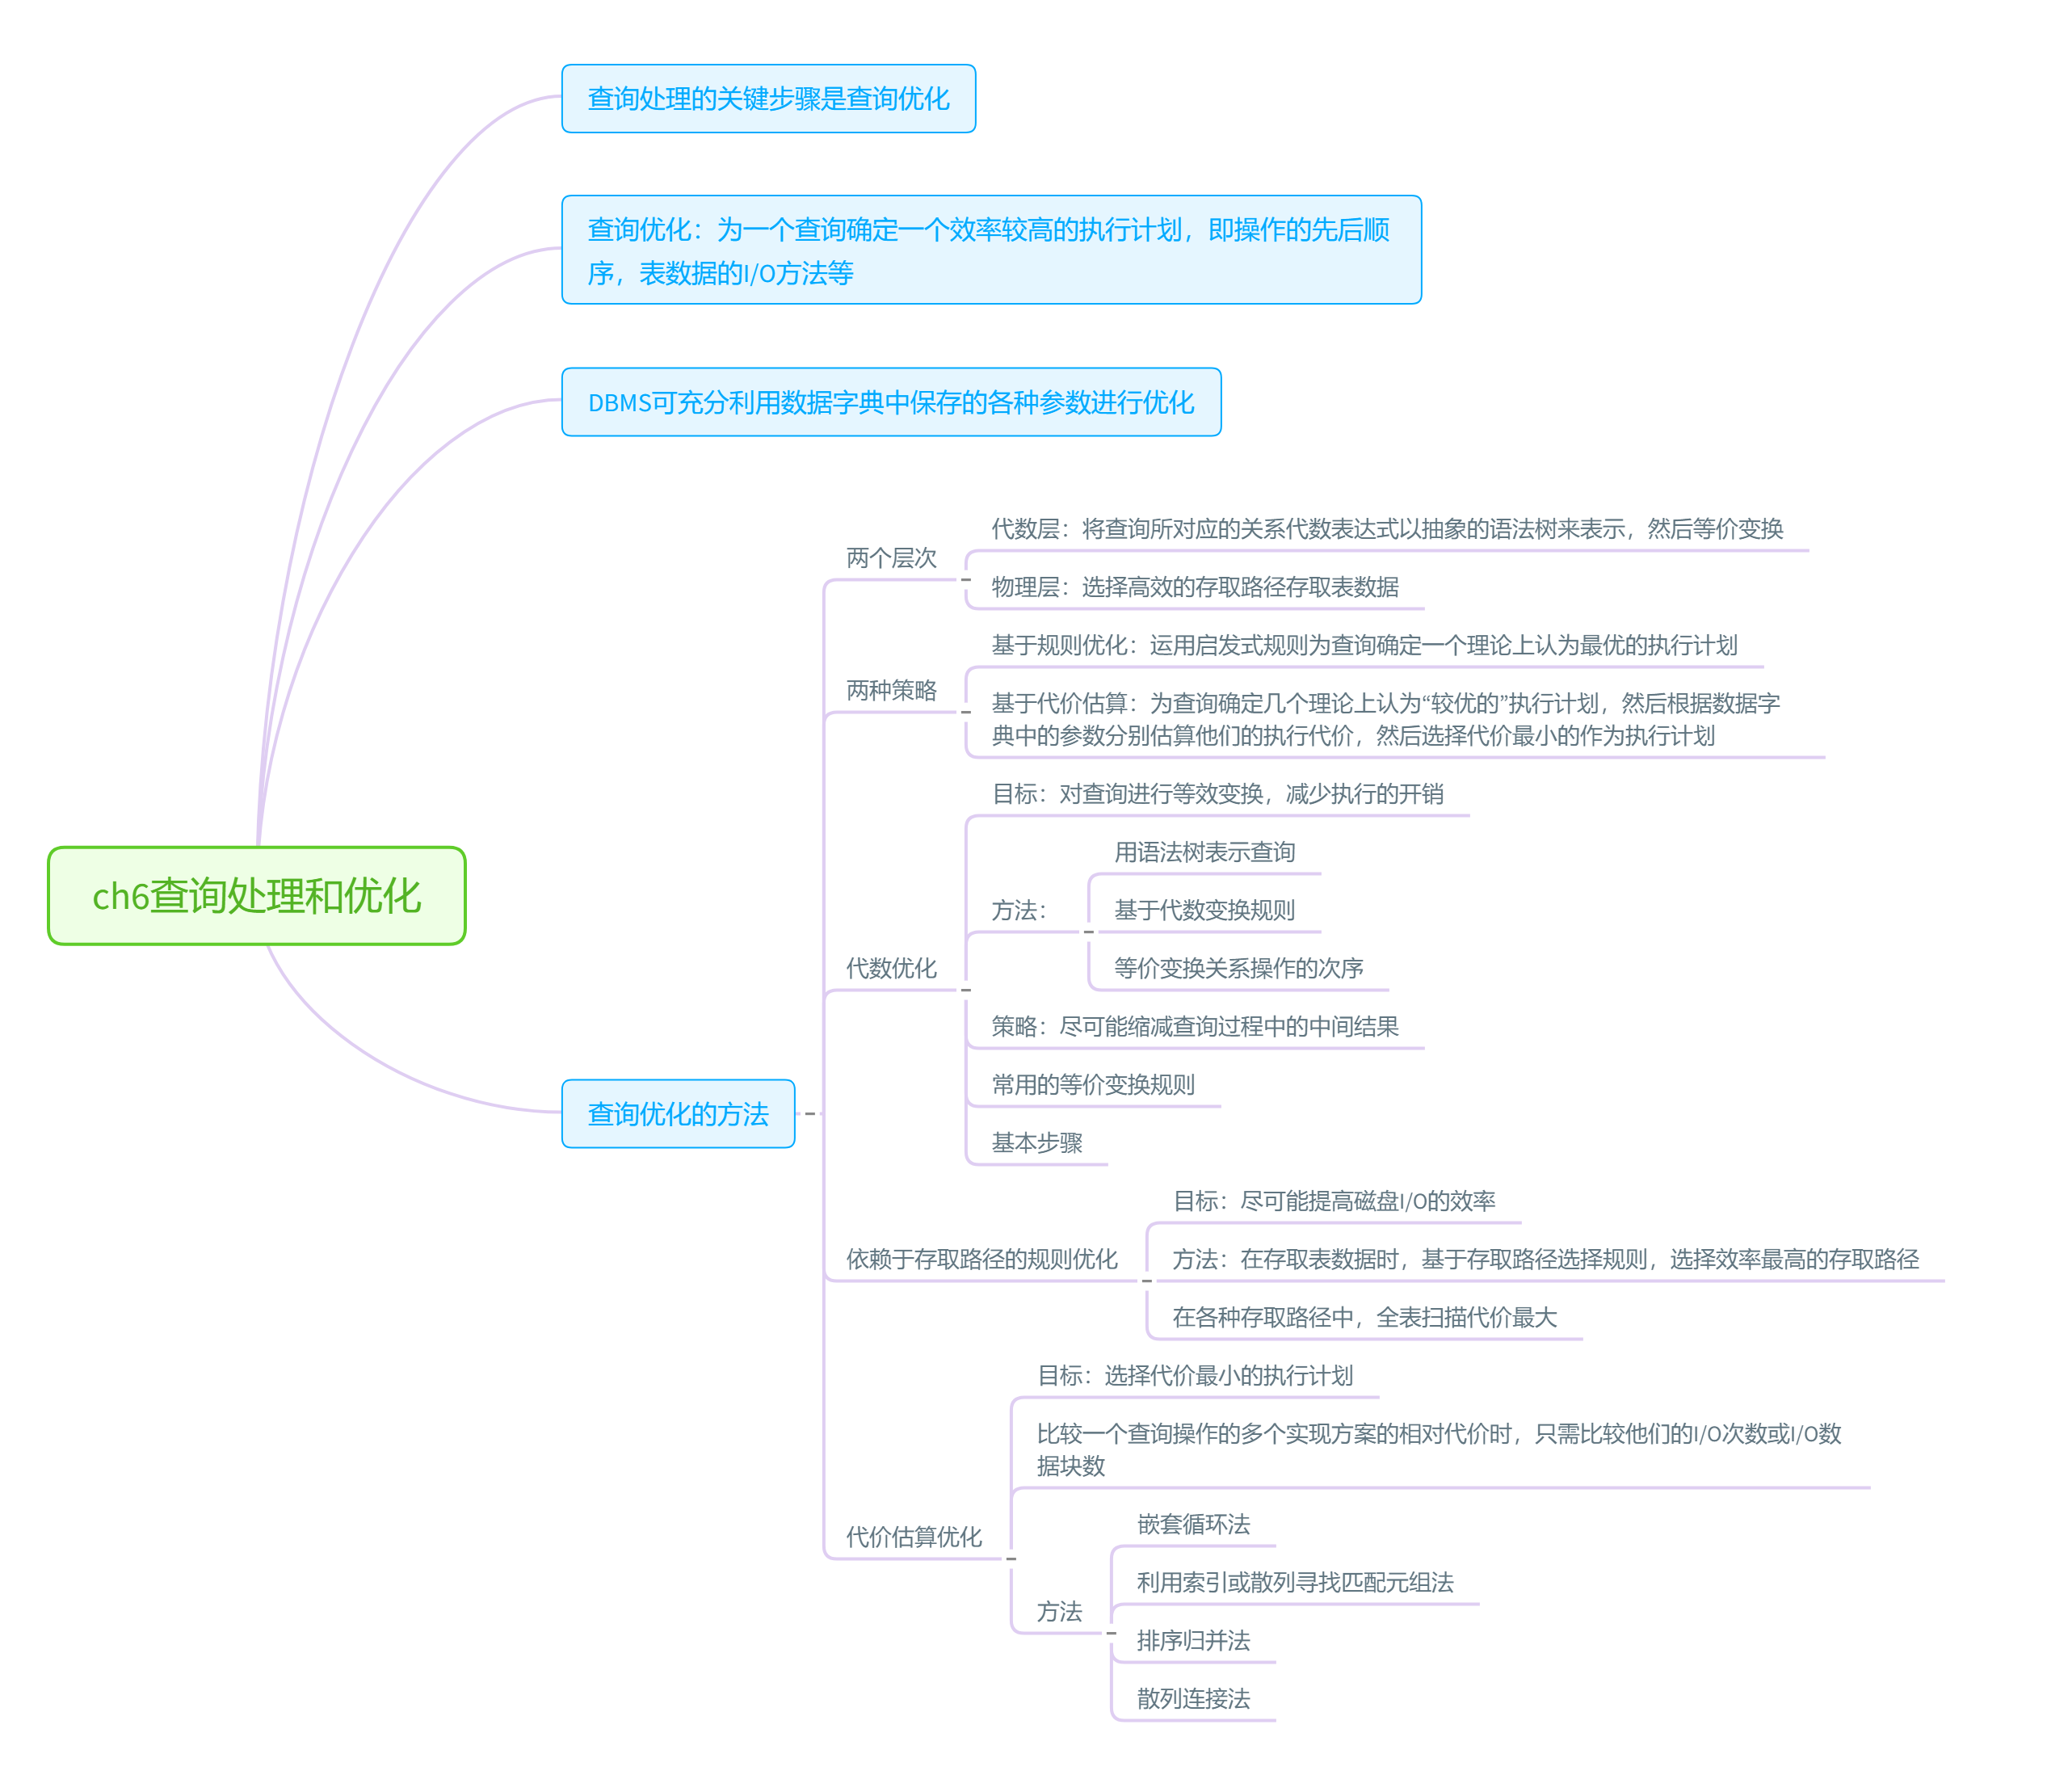 查询处理的关键步骤是查询优化
查询优化：为一个查询确定一个效率较高的执行计划，即操作的先后顺
序，表数据的I/O方法等
DBMS可充分利用数据字典中保存的各种参数进行优化
代数层：将查询所对应的关系代数表达式以抽象的语法树来表示，然后等价变换
两个层次
物理层：选择高效的存取路径存取表数据
基于规则优化：运用启发式规则为查询确定一个理论上认为最优的执行计划
两种策略
基于代价估算：为查询确定几个理论上认为“较优的”执行计划，然后根据数据字
典中的参数分别估算他们的执行代价，然后选择代价最小的作为执行计划
目标：对查询进行等效变换，减少执行的开销
用语法树表示查询
ch6查询处理和优化
方法：
基于代数变换规则
代数优化
等价变换关系操作的次序
策略：尽可能缩减查询过程中的中间结果
常用的等价变换规则
查询优化的方法
基本步骤
目标：尽可能提高磁盘I/O的效率
依赖于存取路径的规则优化
方法：在存取表数据时，基于存取路径选择规则，选择效率最高的存取路径
在各种存取路径中，全表扫描代价最大
目标：选择代价最小的执行计划
比较一个查询操作的多个实现方案的相对代价时，只需比较他们的I/O次数或I/O数
据块数
代价估算优化
嵌套循环法
利用索引或散列寻找匹配元组法
方法
排序归并法
散列连接法